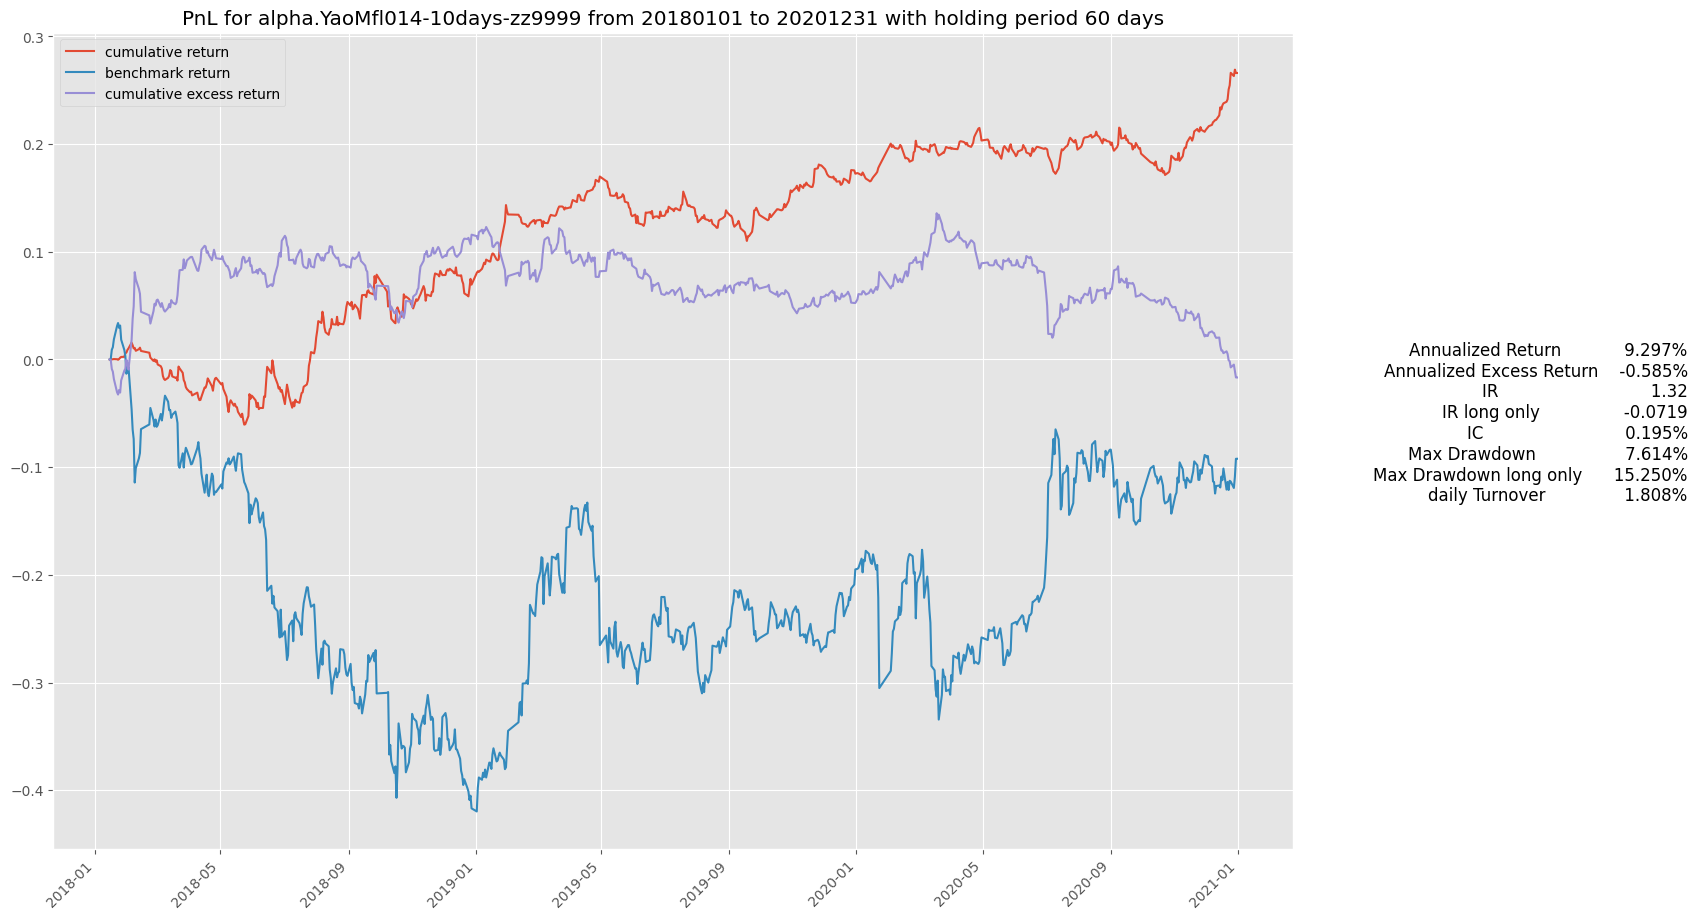 PnL for alpha.YaoMfl014-10days-zz9999 from 20180101 to 20201231 with holding period 60 days
cumulative return
benchmark return
cumulative excess return
0.3
0.2
0.1
0.0
−0.1
−0.2
−0.3
−0.4
2018-01
2018-05
2018-09
2019-01
2019-05
2019-09
2020-01
2020-05
2020-09
2021-01
Annualized Return 9.297%
Annualized Excess Return -0.585%
IR 1.32
IR long only -0.0719
IC 0.195%
Max Drawdown 7.614%
Max Drawdown long only 15.250%
daily Turnover 1.808%